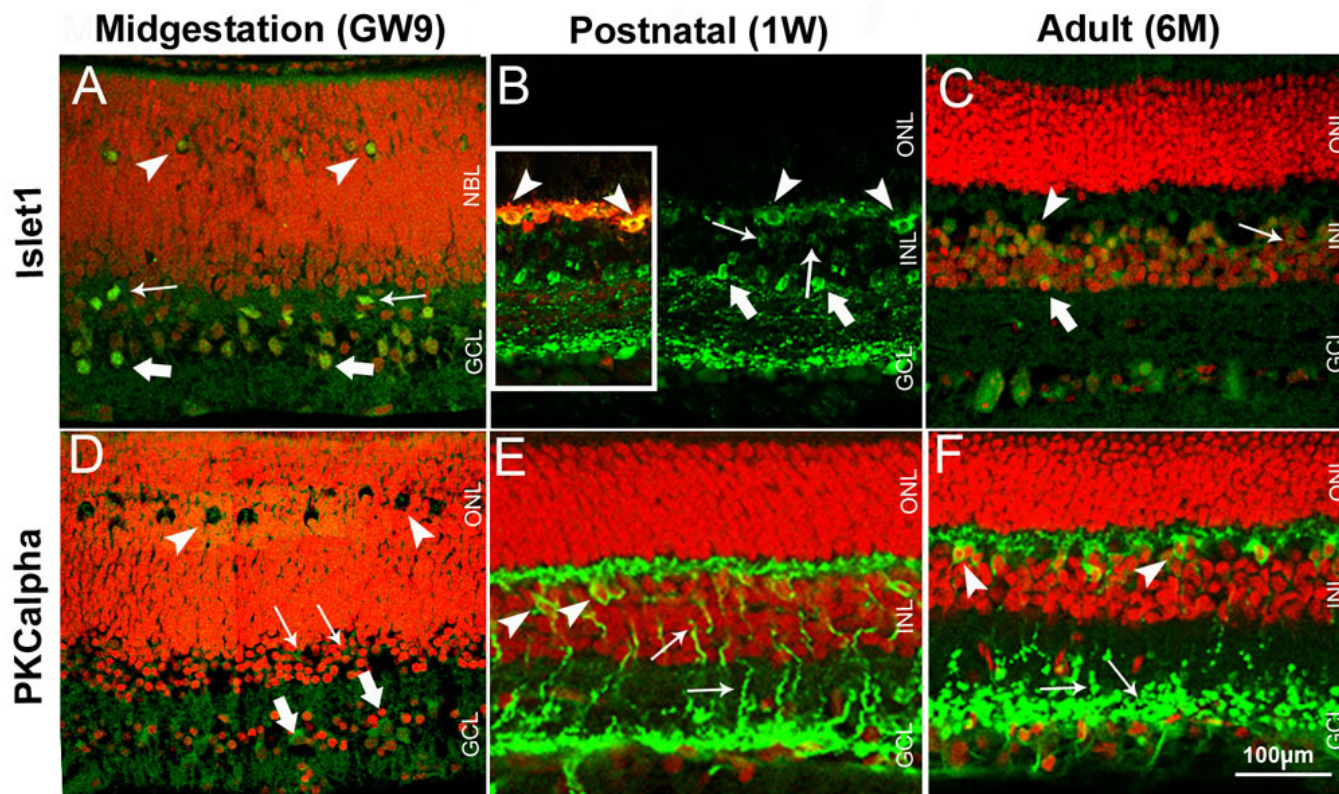 Midgestation (GW9)
Postnatal (1W)
Adult (6M)
Islet1
A
NBL
GCL
B
INL
GCL
C
ONL
INL
GCL
PKCalpha
D
ONL
GCL
E
ONL
INL
GCL
F
ONL
INL
GCL
100µm